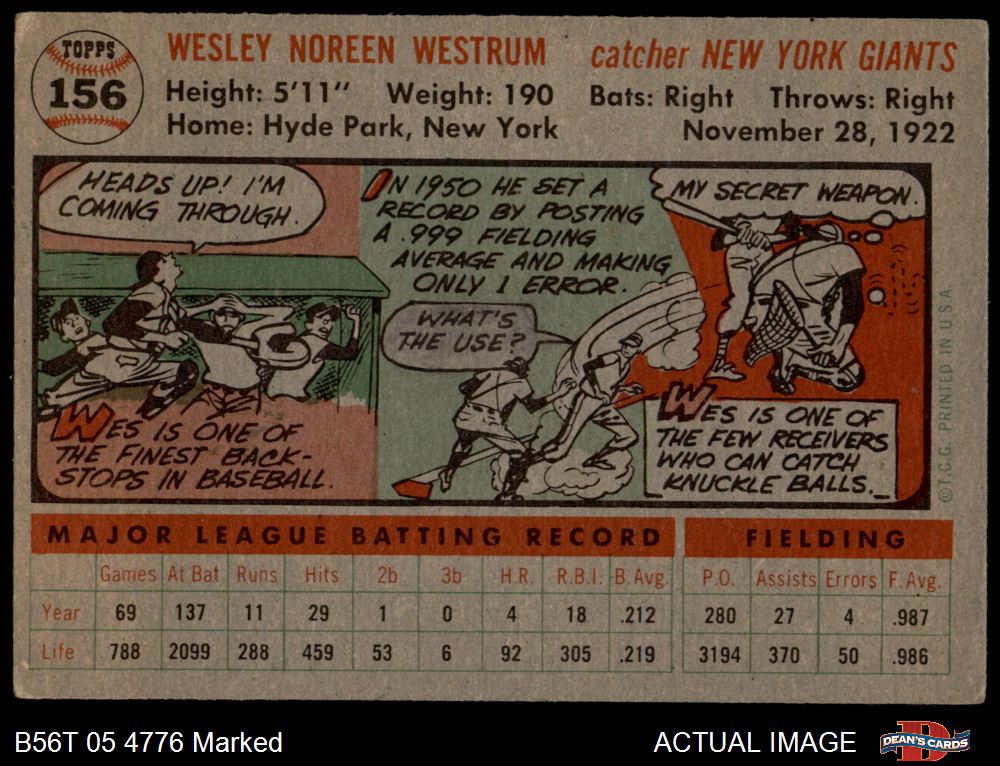 TOPPS
156
WESLEY NOREEN WESTRUM catcher NEW YORK GIANTS
Height: 5'11" Weight: 190 Bats: Right Throws: Right
Home: Hyde Park, New York November 28, 1922
HEADS UP! I'M
COMING THROUGH.
WES IS ONE OF
THE FINEST BACK-
STOPS IN BASEBALL.
IN 1950 HE SET A
RECORD BY POSTING
A .999 FIELDING
AVERAGE AND MAKING
ONLY 1 ERROR.
WHAT'S
THE USE?
MY SECRET WEAPON.
WES IS ONE OF
THE FEW RECEIVERS
WHO CAN CATCH
KNUCKLE BALLS.
© T.C.G. PRINTED IN U.S.A.
MAJOR LEAGUE BATTING RECORD FIELDING
Games At Bat Runs Hits 2b 3b H.R. R.B.I. B. Avg. P.O. Assists Errors F. Avg.
Year 69 137 11 29 1 0 4 18 .212 280 27 4 .987
Life 788 2099 288 459 53 6 92 305 .219 3194 370 50 .986
B56T 05 4776 Marked ACTUAL IMAGE
D
DEAN'S CARDS